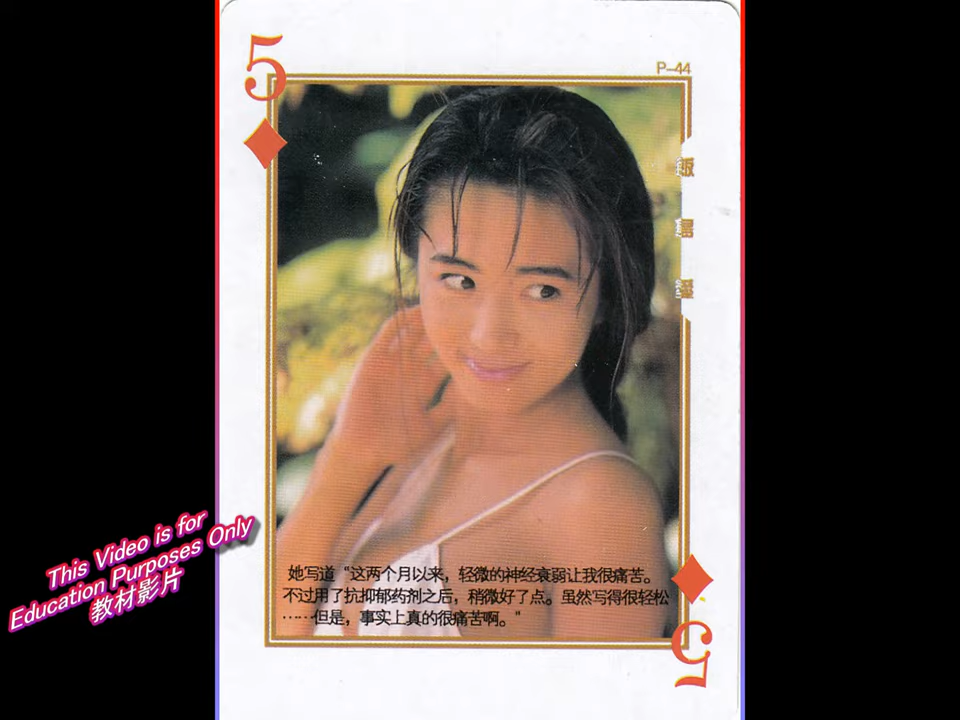 5
P-44
她写道“这两个月以来，轻微的神经衰弱让我很痛苦。
不过用了抗抑郁药剂之后，稍微好了点。虽然写得很轻松
……但是，事实上真的很痛苦啊。”
This Video is for
Education Purposes Only
教材影片
5